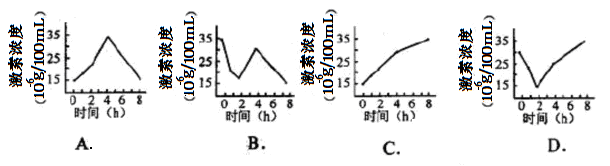 激素浓度
(10⁻⁶g/100mL)
35
25
15
0 2 4 6 8
时间 (h)
A.
激素浓度
(10⁻⁶g/100mL)
35
25
15
0 2 4 6 8
时间 (h)
B.
激素浓度
(10⁻⁶g/100mL)
35
25
15
0 2 4 6 8
时间 (h)
C.
激素浓度
(10⁻⁶g/100mL)
35
25
15
0 2 4 6 8
时间 (h)
D.